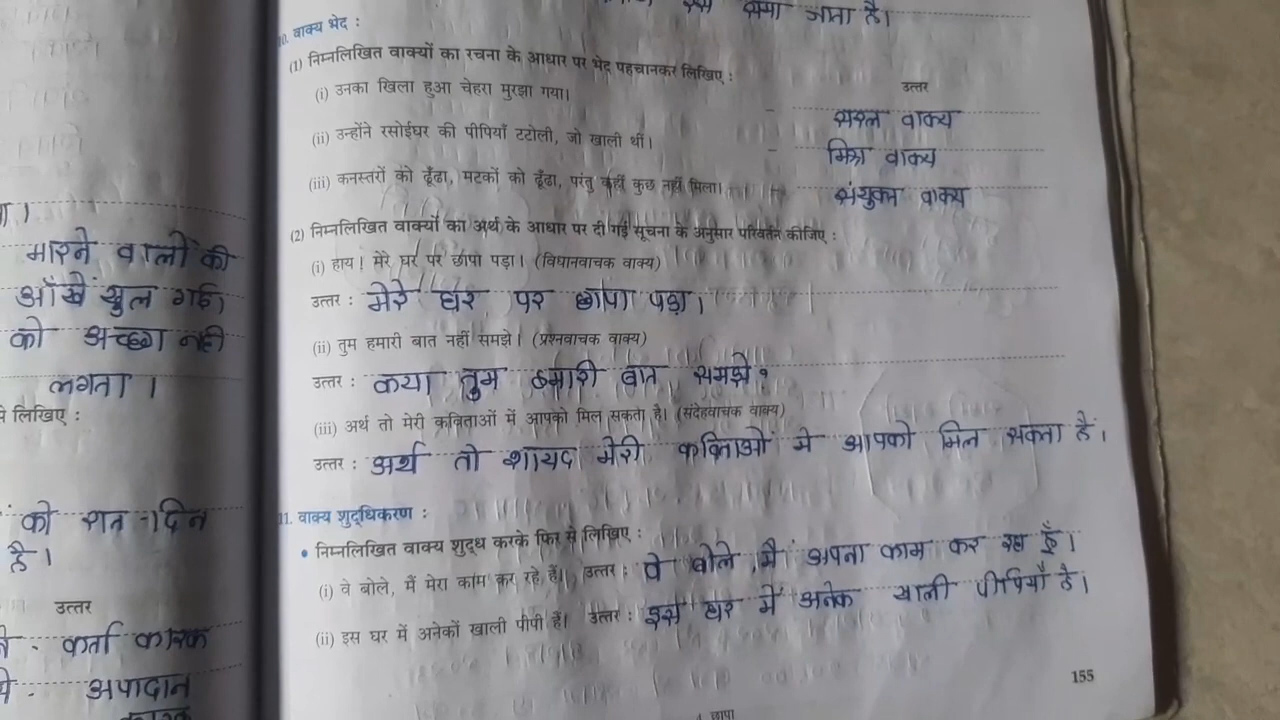 जाता है।
10. वाक्य भेद :
(1) निम्नलिखित वाक्यों का रचना के आधार पर भेद पहचानकर लिखिए :
उत्तर
(i) उनका खिला हुआ चेहरा मुरझा गया।
सरल वाक्य
(ii) उन्होंने रसोईघर की पीपियाँ टटोली, जो खाली थीं।
मिश्र वाक्य
(iii) कनस्तरों को ढूँढा, मटकों को ढूँढा, परंतु कहीं कुछ नहीं मिला।
संयुक्त वाक्य
(2) निम्नलिखित वाक्यों का अर्थ के आधार पर दी गई सूचना के अनुसार परिवर्तन कीजिए :
(i) हाय! मेरे घर पर छापा पड़ा। (विधानवाचक वाक्य)
उत्तर : मेरे घर पर छापा पड़ा।
(ii) तुम हमारी बात नहीं समझे। (प्रश्नवाचक वाक्य)
उत्तर : कया तुम हमारी बात समझे?
(iii) अर्थ तो मेरी कविताओं में आपको मिल सकता है। (संदेहवाचक वाक्य)
उत्तर : अर्थ तो शायद मेरी कविताओं मे आपको मिल सकता है।
11. वाक्य शुद्धिकरण :
• निम्नलिखित वाक्य शुद्ध करके फिर से लिखिए :
(i) वे बोले, मैं मेरा काम कर रहे हैं। उत्तर : वे बोले, मैं अपना काम कर रहा हूँ।
(ii) इस घर में अनेकों खाली पीपी हैं। उत्तर : इस घर में अनेक खाली पीपियाँ है।
155
छापा
मारने वालों की
आँखें खुल गई।
को अच्छा नही
लगता।
लिखिए :
को रात-दिन
है।
उत्तर
कर्ता कारक
अपादान
कारक